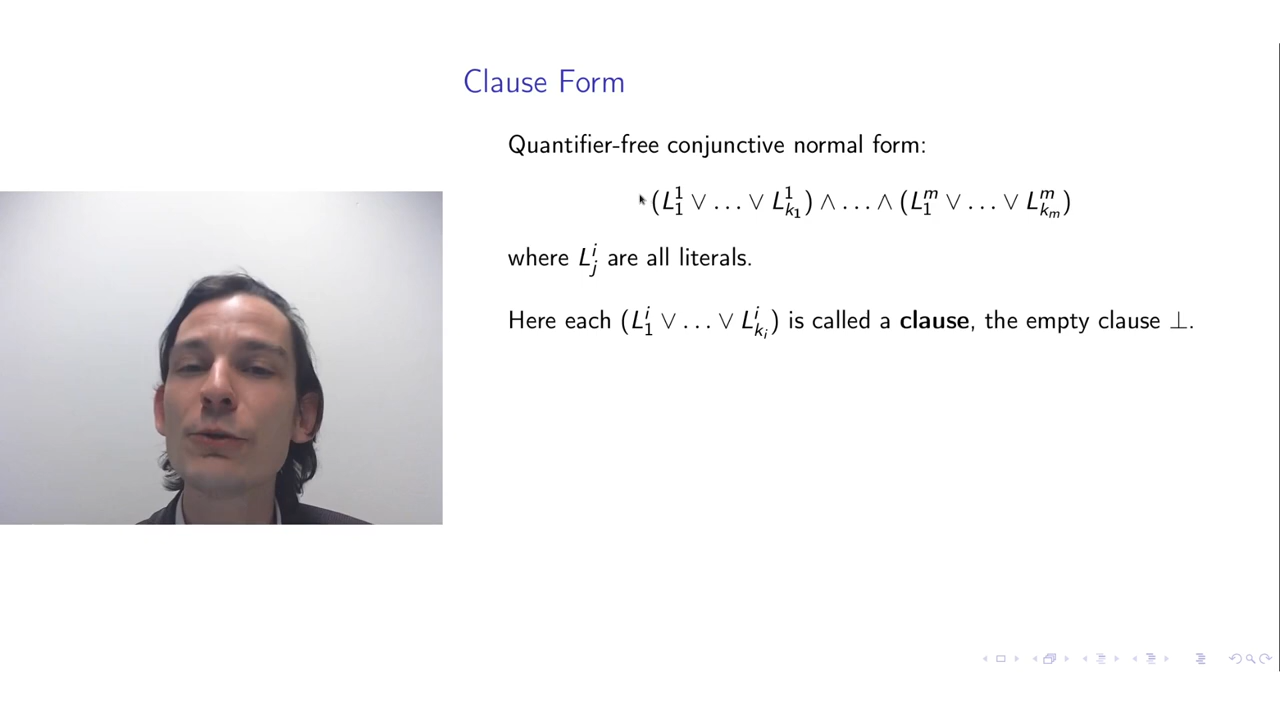 Clause Form
Quantifier-free conjunctive normal form:
(L₁¹ ∨ … ∨ L¹ₖ₁) ∧ … ∧ (L₁ᵐ ∨ … ∨ Lᵐₖₘ)
where Lⱼⁱ are all literals.
Here each (L₁ⁱ ∨ … ∨ Lⁱₖᵢ) is called a clause, the empty clause ⊥.